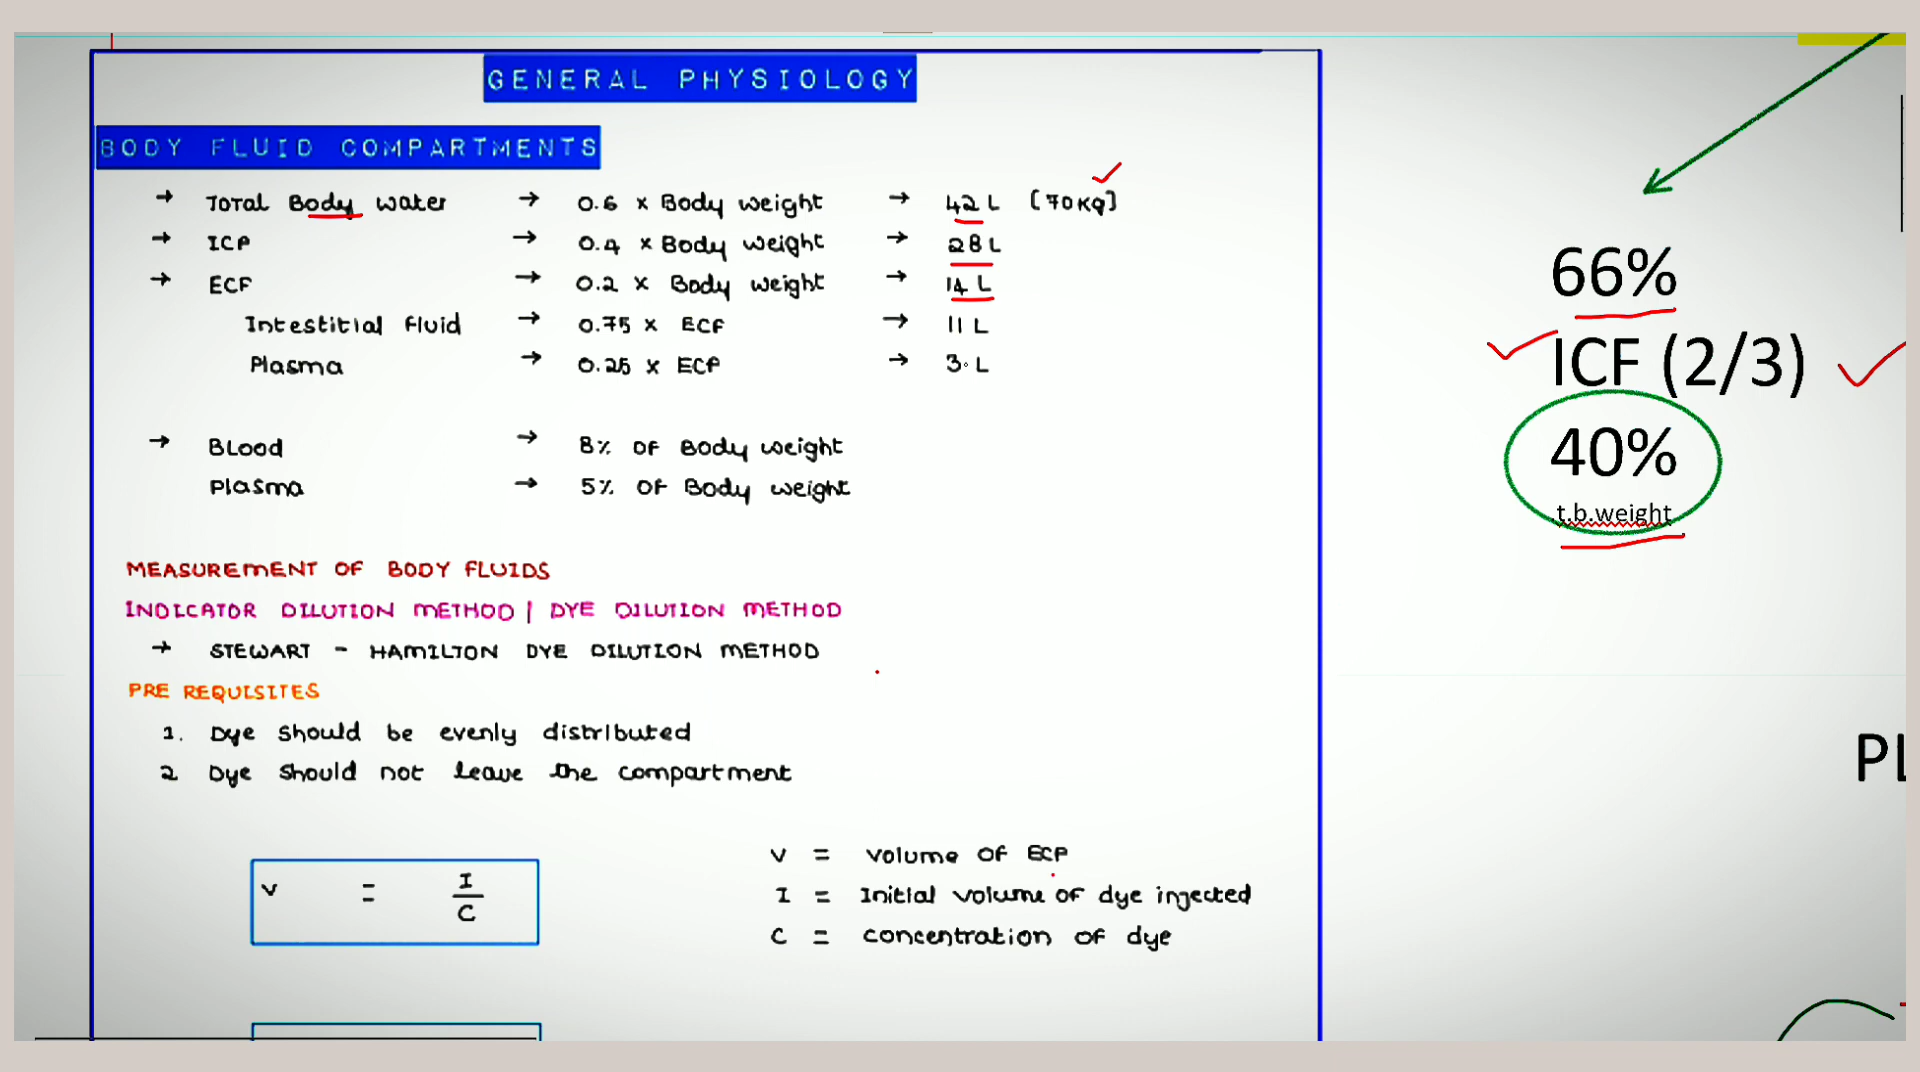 GENERAL PHYSIOLOGY
BODY FLUID COMPARTMENTS
→ Total Body water → 0.6 x Body weight → 42 L [70Kg]
→ ICF → 0.4 x Body weight → 28 L
→ ECF → 0.2 x Body weight → 14 L
Intestitial fluid → 0.75 x ECF → 11 L
Plasma → 0.25 x ECF → 3. L
→ Blood → 8% of Body weight
Plasma → 5% of Body weight
MEASUREMENT OF BODY FLUIDS
INDICATOR DILUTION METHOD | DYE DILUTION METHOD
→ STEWART - HAMILTON DYE DILUTION METHOD
PRE REQUISITES
1. Dye should be evenly distributed
2 Dye should not leave the compartment
V = I / C
V = Volume of ECF
I = Initial volume of dye injected
C = concentration of dye
66%
ICF (2/3)
40%
t.b.weight